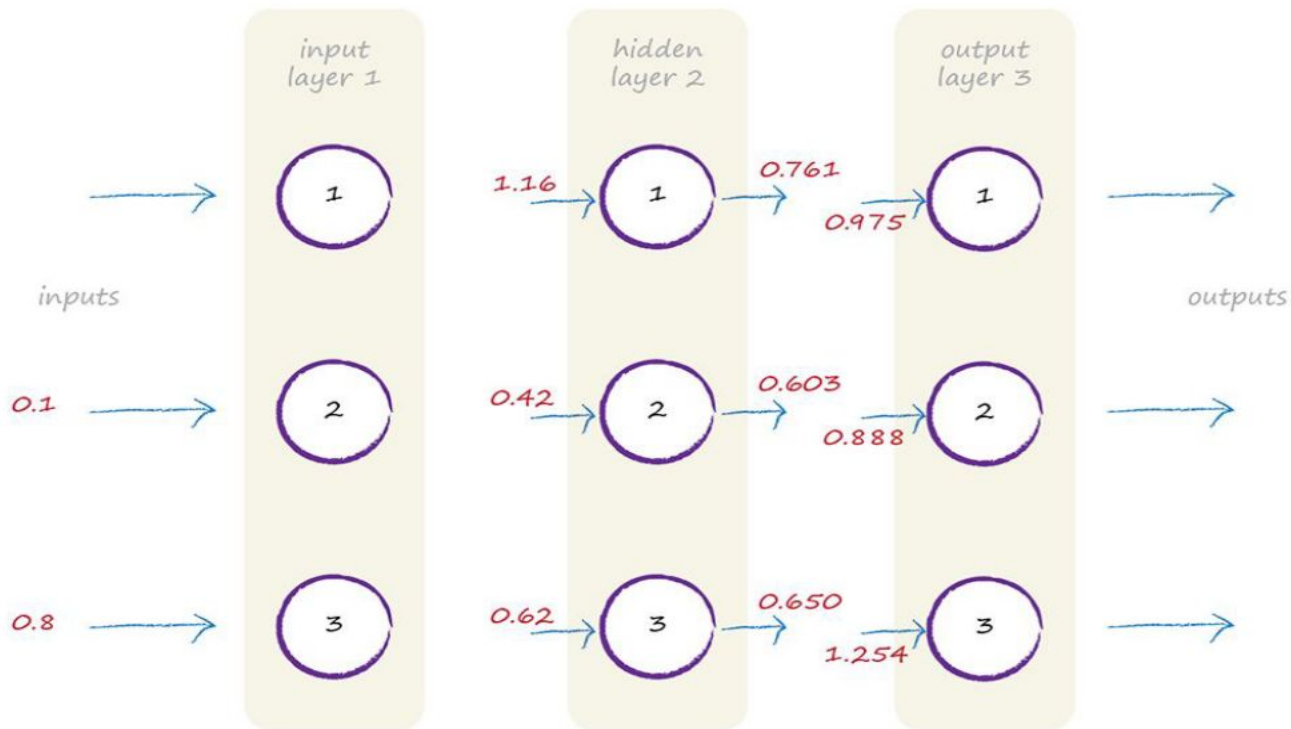 input
layer 1
hidden
layer 2
output
layer 3
1
1.16
1
0.761
0.975
1
inputs
outputs
0.1
2
0.42
2
0.603
0.888
2
0.8
3
0.62
3
0.650
1.254
3